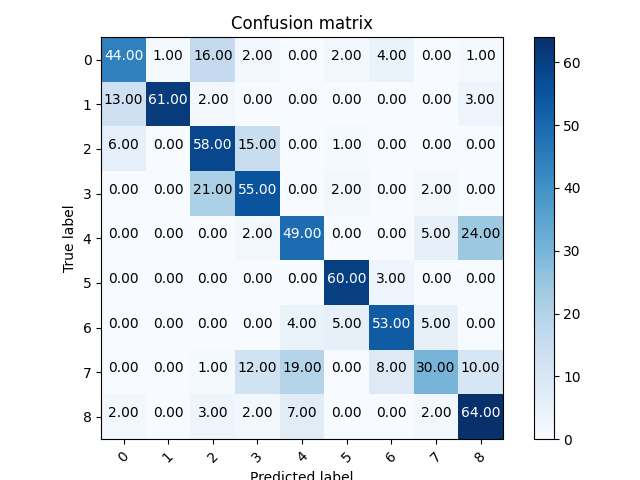 Confusion matrix
0 44.00 1.00 16.00 2.00 0.00 2.00 4.00 0.00 1.00
1 13.00 61.00 2.00 0.00 0.00 0.00 0.00 0.00 3.00
2 6.00 0.00 58.00 15.00 0.00 1.00 0.00 0.00 0.00
3 0.00 0.00 21.00 55.00 0.00 2.00 0.00 2.00 0.00
4 0.00 0.00 0.00 2.00 49.00 0.00 0.00 5.00 24.00
5 0.00 0.00 0.00 0.00 0.00 60.00 3.00 0.00 0.00
6 0.00 0.00 0.00 0.00 4.00 5.00 53.00 5.00 0.00
7 0.00 0.00 1.00 12.00 19.00 0.00 8.00 30.00 10.00
8 2.00 0.00 3.00 2.00 7.00 0.00 0.00 2.00 64.00
0 1 2 3 4 5 6 7 8
True label
Predicted label
60
50
40
30
20
10
0